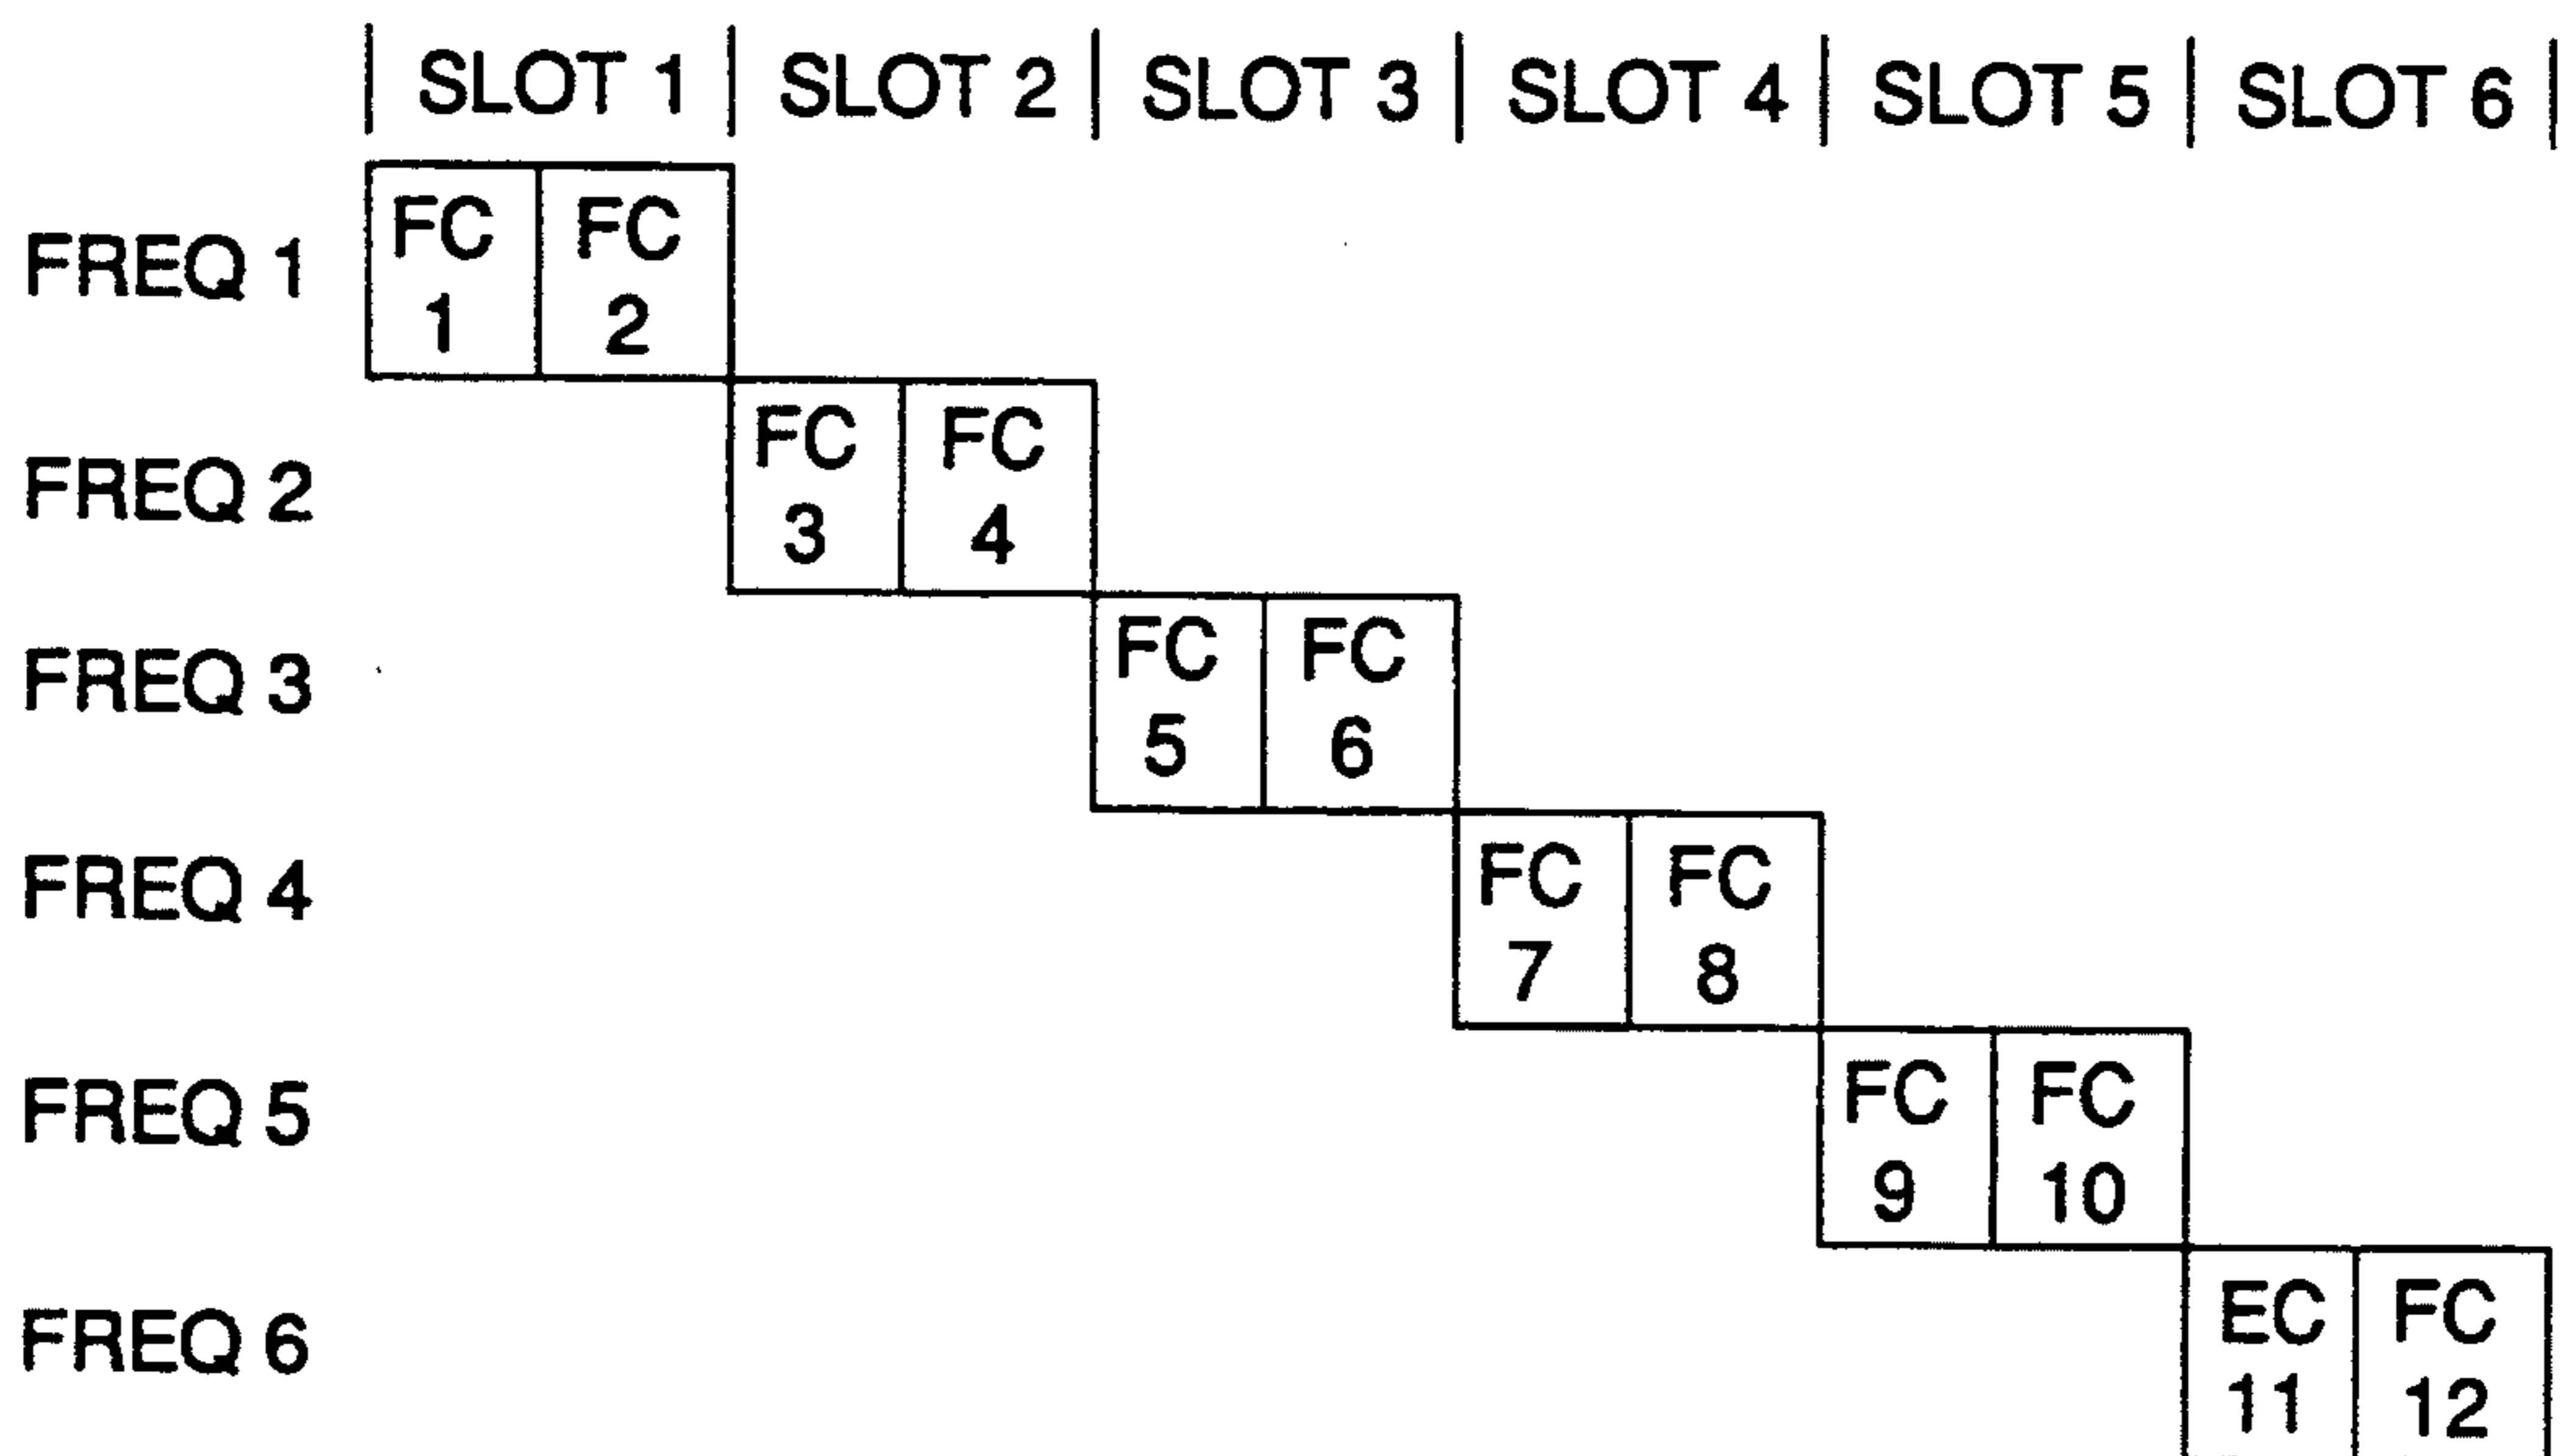 SLOT 1 SLOT 2 SLOT 3 SLOT 4 SLOT 5 SLOT 6
FREQ 1 FC 1 FC 2
FREQ 2 FC 3 FC 4
FREQ 3 FC 5 FC 6
FREQ 4 FC 7 FC 8
FREQ 5 FC 9 FC 10
FREQ 6 EC 11 FC 12